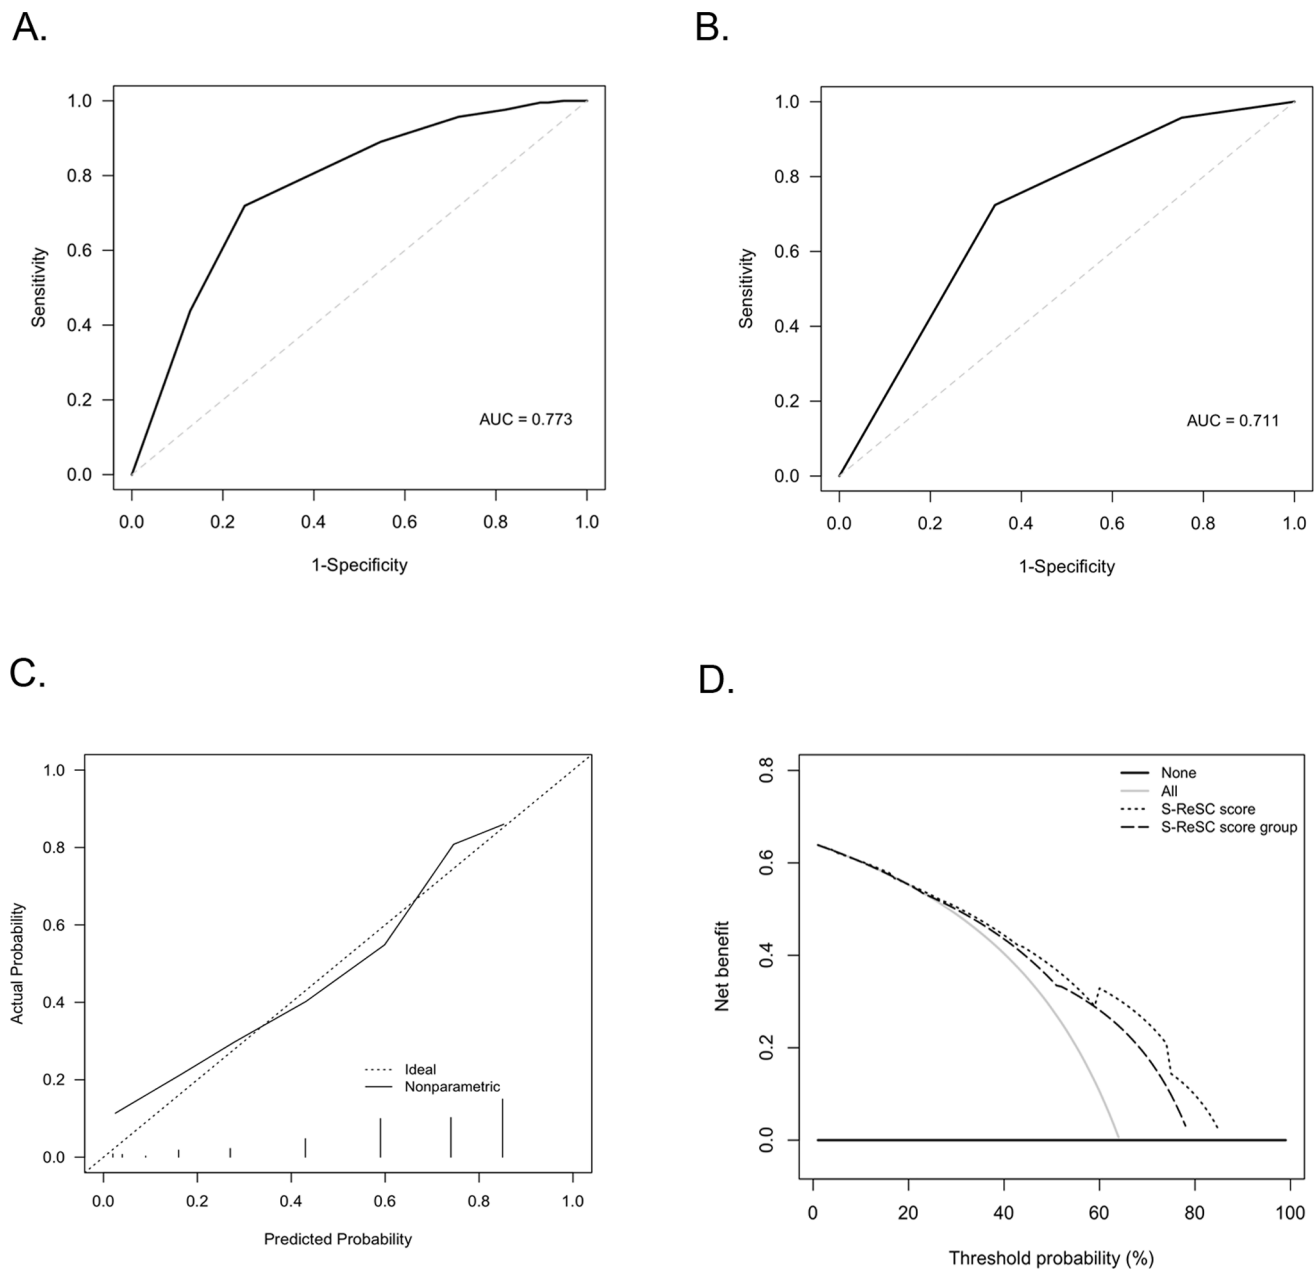 A.
1.0
0.8
0.6
0.4
0.2
0.0
Sensitivity
AUC = 0.773
0.0 0.2 0.4 0.6 0.8 1.0
1-Specificity
B.
1.0
0.8
0.6
0.4
0.2
0.0
Sensitivity
AUC = 0.711
0.0 0.2 0.4 0.6 0.8 1.0
1-Specificity
C.
1.0
0.8
0.6
0.4
0.2
0.0
Actual Probability
Ideal
Nonparametric
0.0 0.2 0.4 0.6 0.8 1.0
Predicted Probability
D.
0.8
0.6
0.4
0.2
0.0
Net benefit
None
All
S-ReSC score
S-ReSC score group
0 20 40 60 80 100
Threshold probability (%)